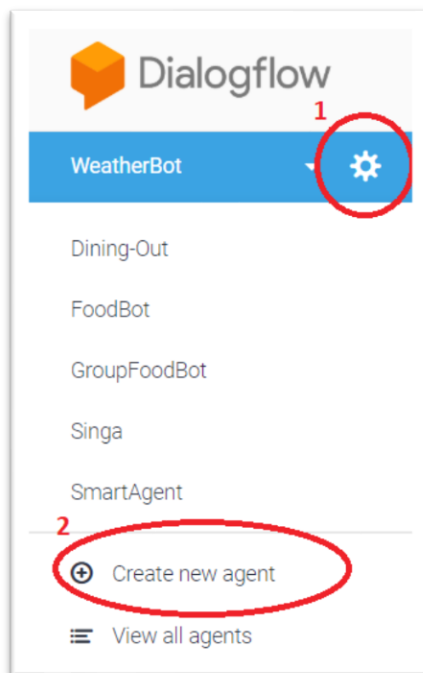 Dialogflow
1
WeatherBot
Dining-Out
FoodBot
GroupFoodBot
Singa
SmartAgent
2
Create new agent
View all agents